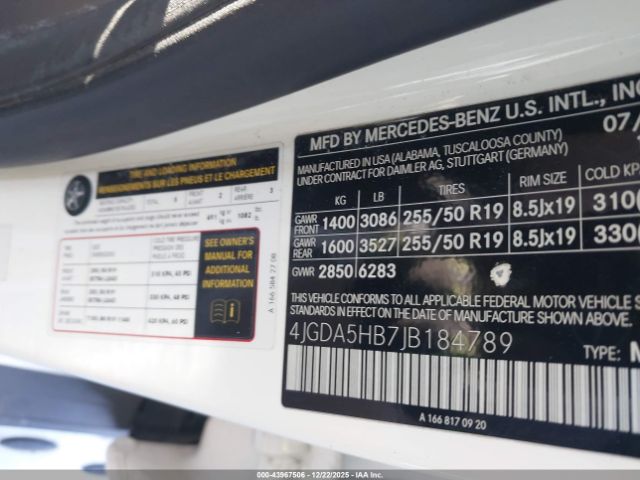 TIRE AND LOADING INFORMATION
RENSEIGNEMENTS SUR LES PNEUS ET LE CHARGEMENT
SEE OWNER'S
MANUAL FOR
ADDITIONAL
INFORMATION
A 166 584 27 08
MFD BY MERCEDES-BENZ U.S. INTL., INC
07/
MANUFACTURED IN USA (ALABAMA, TUSCALOOSA COUNTY)
UNDER CONTRACT FOR DAIMLER AG, STUTTGART (GERMANY)
KG LB TIRES RIM SIZE COLD KP
GAWR FRONT 1400 3086 255/50 R19 8.5Jx19 310
GAWR REAR 1600 3527 255/50 R19 8.5Jx19 330
GVWR 2850 6283
THIS VEHICLE CONFORMS TO ALL APPLICABLE FEDERAL MOTOR VEHICLE S
IN EFFECT ON THE DATE OF MANUFACTURE SHOWN ABOVE.
4JGDA5HB7JB184789
TYPE: M
A 166 817 09 20
000-43967506 - 12/22/2025 - IAA Inc.